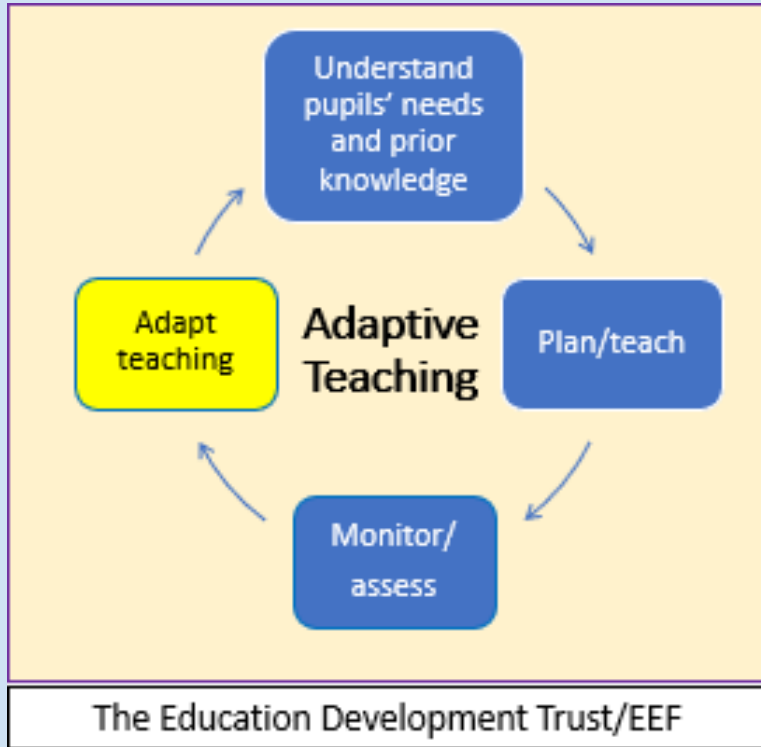 Understand
pupils’ needs
and prior
knowledge
Adapt
teaching
Adaptive
Teaching
Plan/teach
Monitor/
assess
The Education Development Trust/EEF